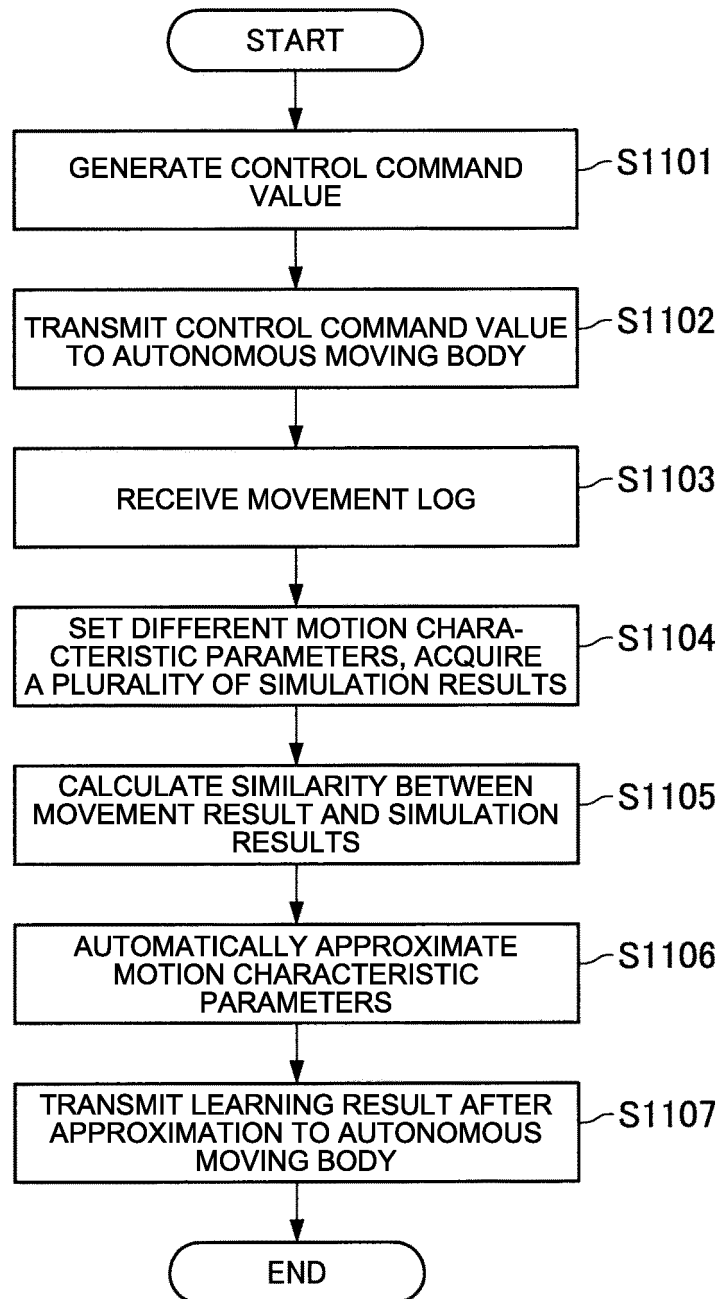 START
GENERATE CONTROL COMMAND
VALUE
S1101
TRANSMIT CONTROL COMMAND VALUE
TO AUTONOMOUS MOVING BODY
S1102
RECEIVE MOVEMENT LOG
S1103
SET DIFFERENT MOTION CHARA-
CTERISTIC PARAMETERS, ACQUIRE
A PLURALITY OF SIMULATION RESULTS
S1104
CALCULATE SIMILARITY BETWEEN
MOVEMENT RESULT AND SIMULATION
RESULTS
S1105
AUTOMATICALLY APPROXIMATE
MOTION CHARACTERISTIC
PARAMETERS
S1106
TRANSMIT LEARNING RESULT AFTER
APPROXIMATION TO AUTONOMOUS
MOVING BODY
S1107
END